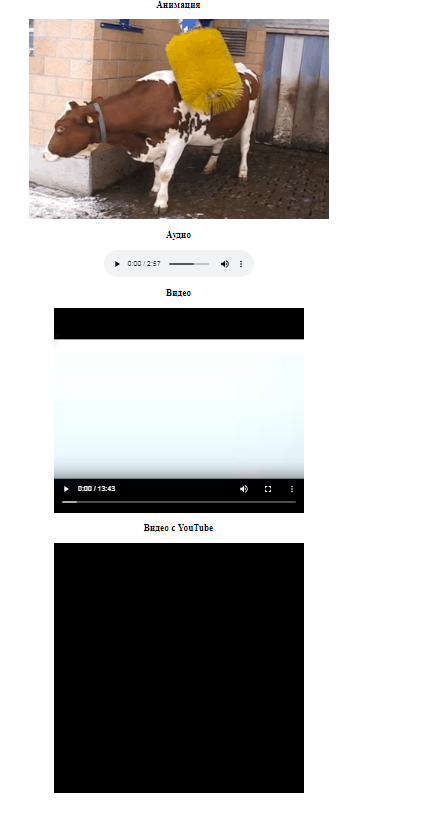 Анимация
Аудио
0:00 / 2:57
Видео
0:00 / 13:43
Видео с YouTube